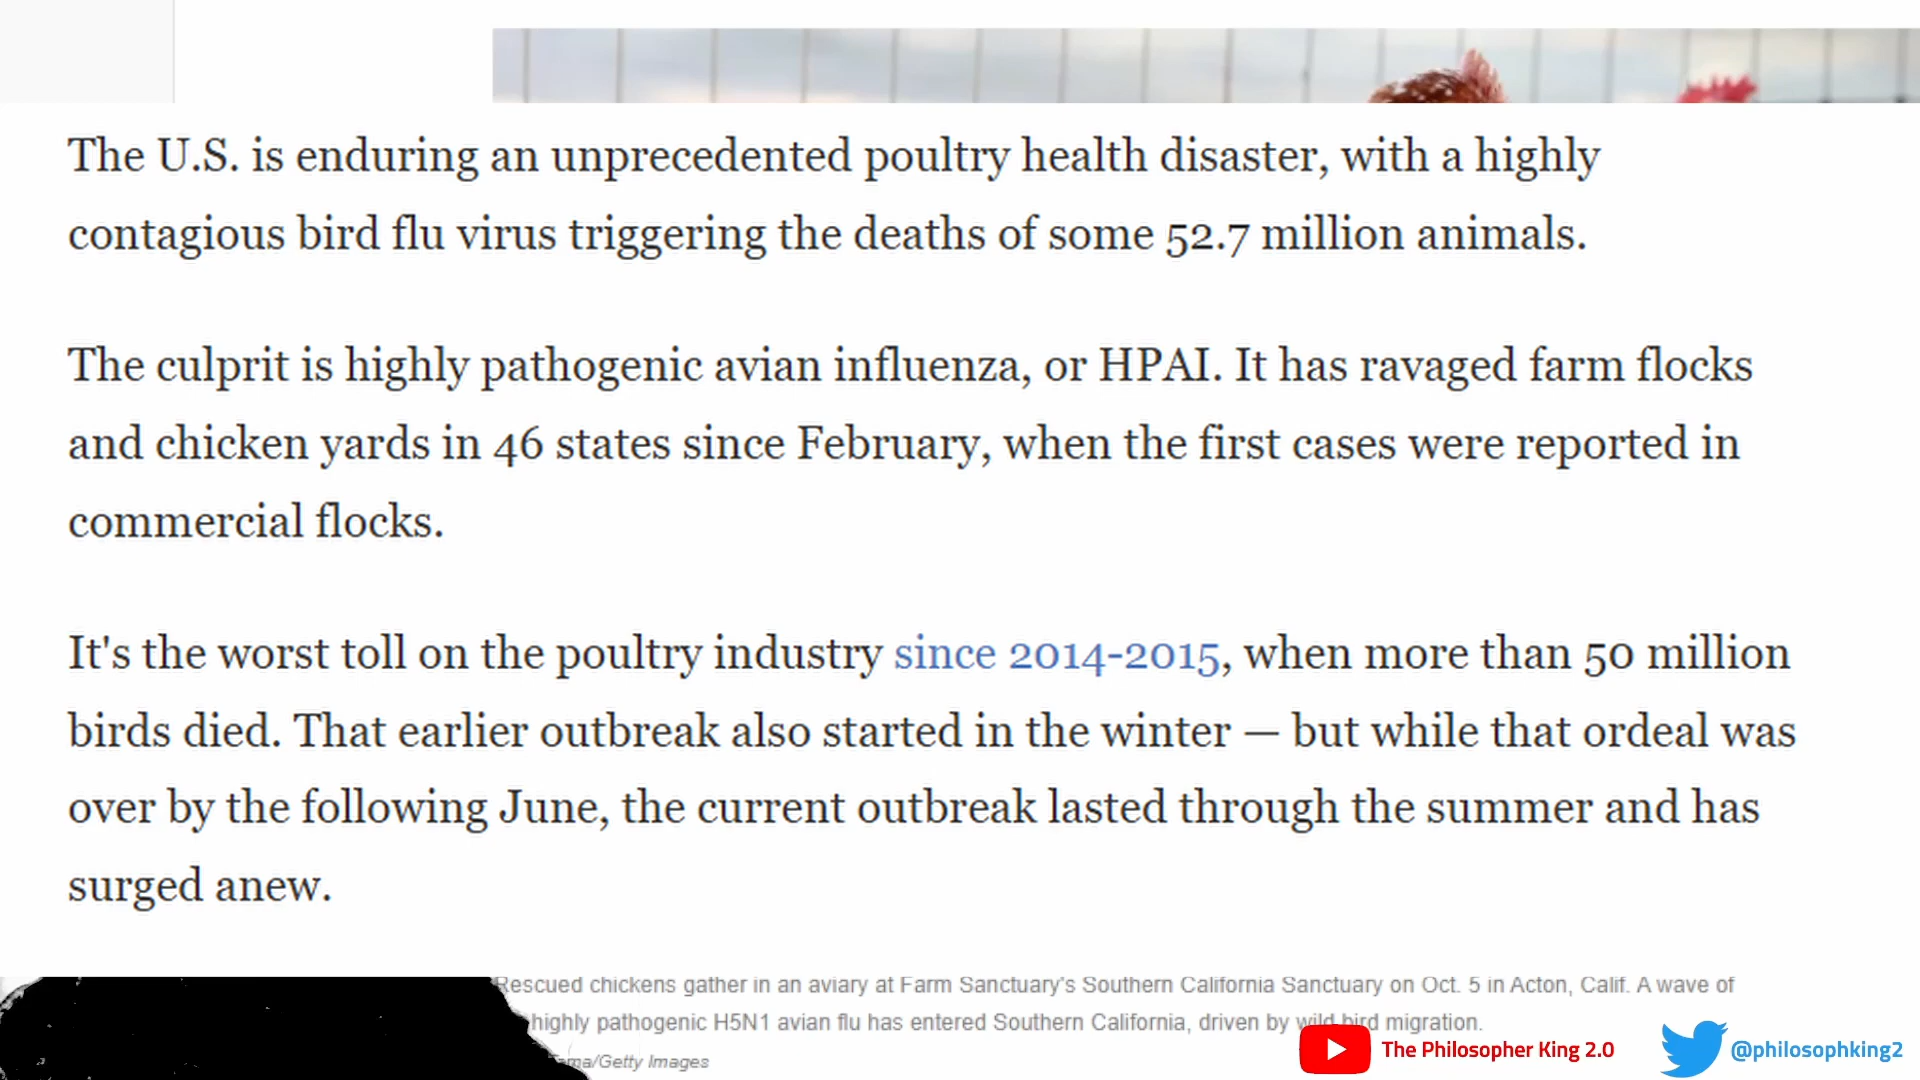 The U.S. is enduring an unprecedented poultry health disaster, with a highly
contagious bird flu virus triggering the deaths of some 52.7 million animals.
The culprit is highly pathogenic avian influenza, or HPAI. It has ravaged farm flocks
and chicken yards in 46 states since February, when the first cases were reported in
commercial flocks.
It's the worst toll on the poultry industry since 2014-2015, when more than 50 million
birds died. That earlier outbreak also started in the winter — but while that ordeal was
over by the following June, the current outbreak lasted through the summer and has
surged anew.
Rescued chickens gather in an aviary at Farm Sanctuary's Southern California Sanctuary on Oct. 5 in Acton, Calif. A wave of
highly pathogenic H5N1 avian flu has entered Southern California, driven by wild bird migration.
/Getty Images
The Philosopher King 2.0
@philosophking2